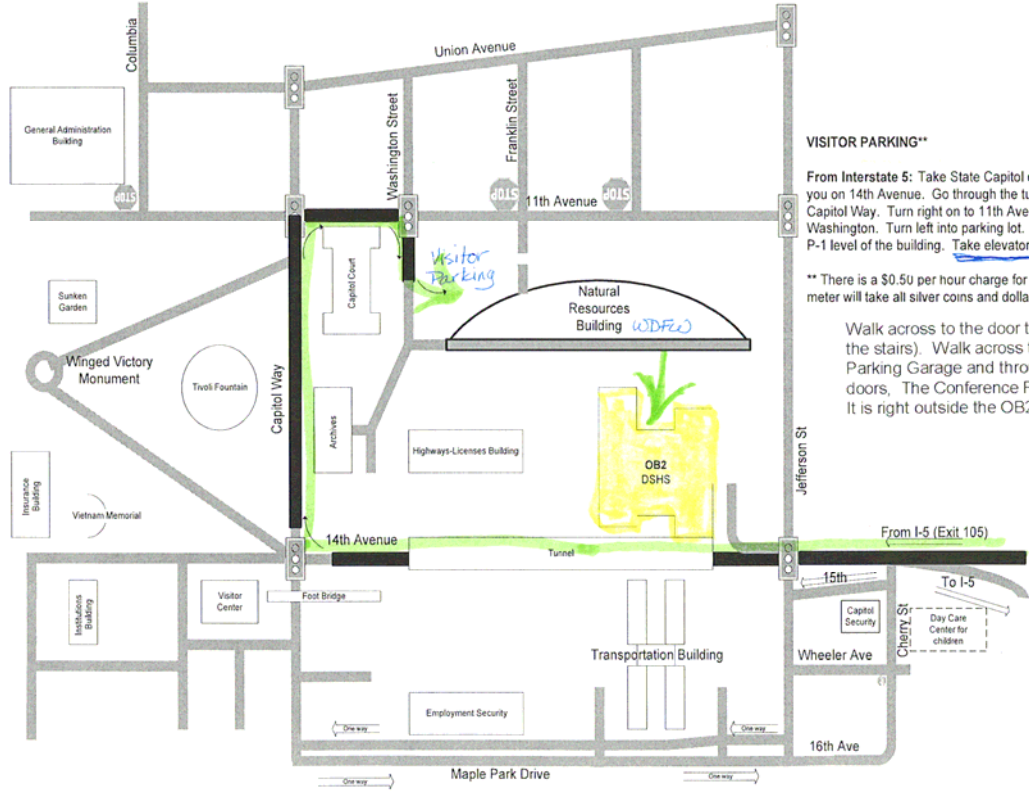 Columbia
Union Avenue
General Administration
Building
Washington Street
Franklin Street
STOP
STOP
STOP
11th Avenue
VISITOR PARKING**
From Interstate 5: Take State Capitol
you on 14th Avenue. Go through the
Capitol Way. Turn right on to 11th
Washington. Turn left into parking lot.
P-1 level of the building. Take elevator
** There is a $0.50 per hour charge for
meter will take all silver coins and
Walk across to the door
the stairs). Walk across
Parking Garage and
doors, The Conference
It is right outside the
Visitor
Parking
Capitol Court
Sunken
Garden
Natural
Resources
Building WDFW
Winged Victory
Monument
Tivoli Fountain
Capitol Way
Archives
Highways-Licenses Building
OB2
DSHS
Jefferson St
Insurance
Building
Vietnam Memorial
14th Avenue
Tunnel
From I-5 (Exit 105)
15th
To I-5
Institutions
Building
Visitor
Center
Foot Bridge
Capitol
Security
Cherry St
Day Care
Center for
children
Transportation Building
Wheeler Ave
Employment Security
One way
One way
16th Ave
Maple Park Drive
One way
One way